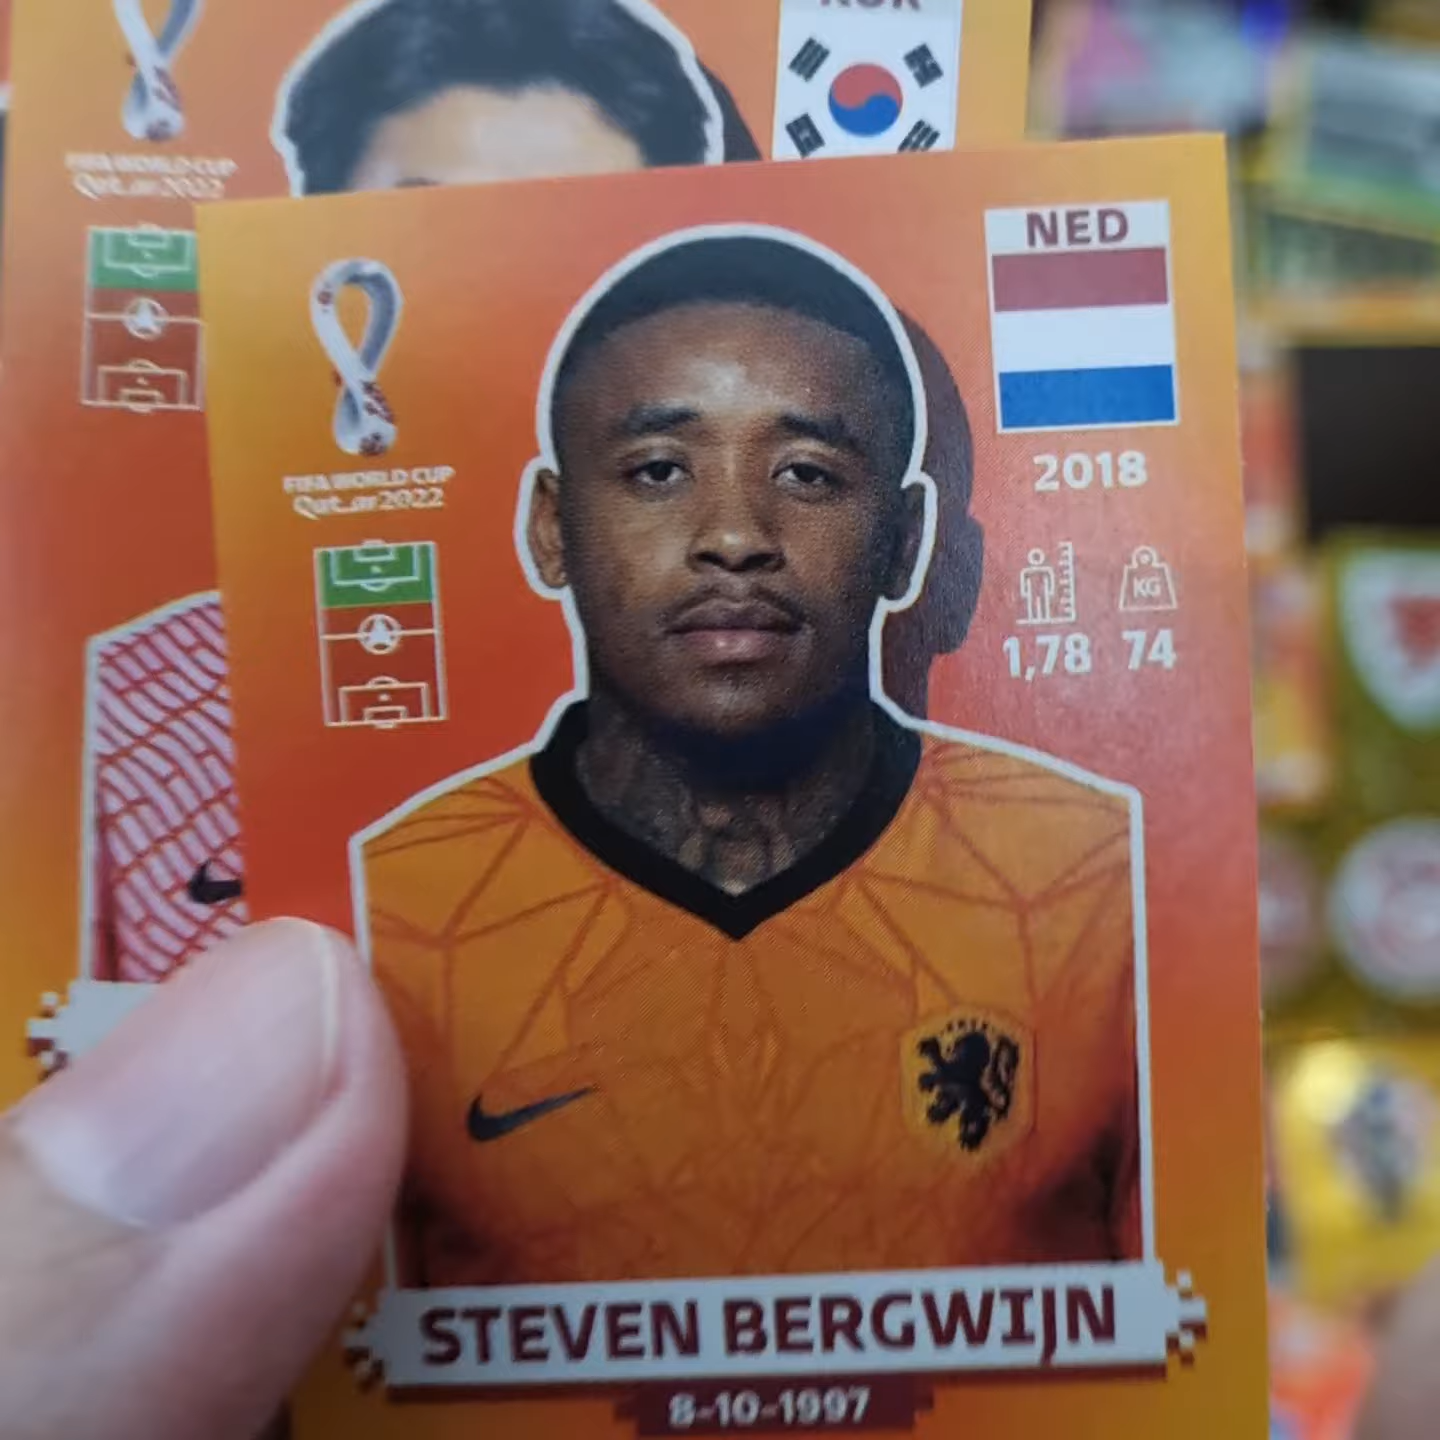 FIFA WORLD CUP
Qatar2022
NED
FIFA WORLD CUP
Qatar2022
2018
KG
1,78 74
STEVEN BERGWIJN
8-10-1997